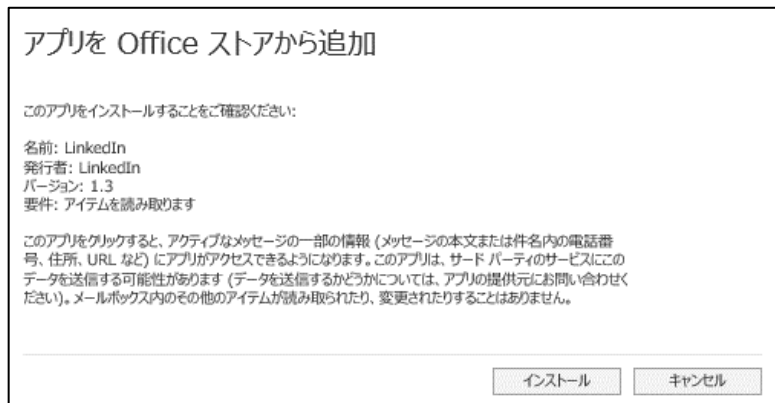 アプリを Office ストアから追加
このアプリをインストールすることをご確認ください:
名前: LinkedIn
発行者: LinkedIn
バージョン: 1.3
要件: アイテムを読み取ります
このアプリをクリックすると、アクティブなメッセージの一部の情報 (メッセージの本文または件名内の電話番
号、住所、URL など) にアプリがアクセスできるようになります。このアプリは、サード パーティのサービスにこの
データを送信する可能性があります (データを送信するかどうかについては、アプリの提供元にお問い合わせく
ださい)。メールボックス内のその他のアイテムが読み取られたり、変更されたりすることはありません。
インストール
キャンセル